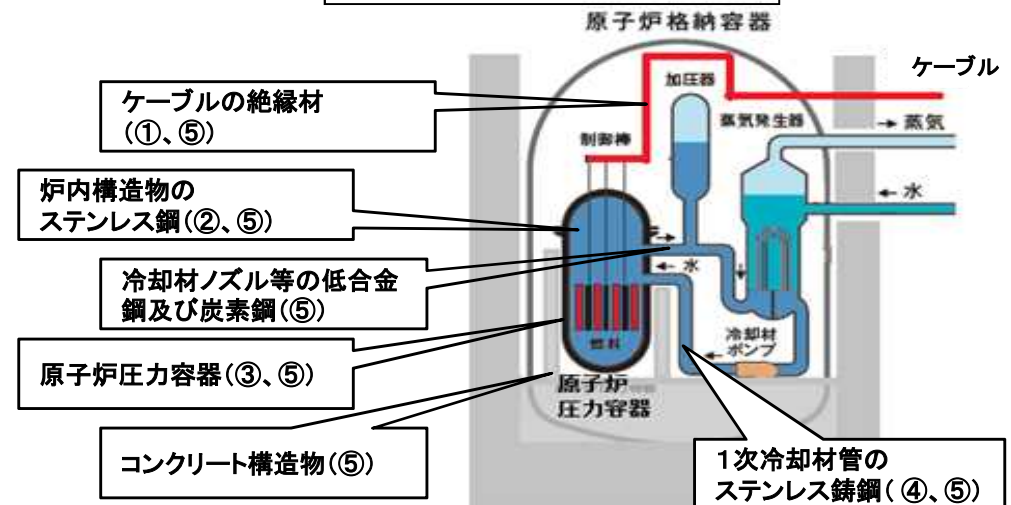 原子炉格納容器
ケーブル
加圧器
ケーブルの絶縁材
(①、⑤)
蒸気発生器
→ 蒸気
制御棒
炉内構造物の
ステンレス鋼(②、⑤)
← 水
冷却材ノズル等の低合金
鋼及び炭素鋼(⑤)
← 水
冷却材
ポンプ
燃料
原子炉圧力容器(③、⑤)
原子炉
圧力容器
コンクリート構造物(⑤)
1次冷却材管の
ステンレス鋳鋼(④、⑤)